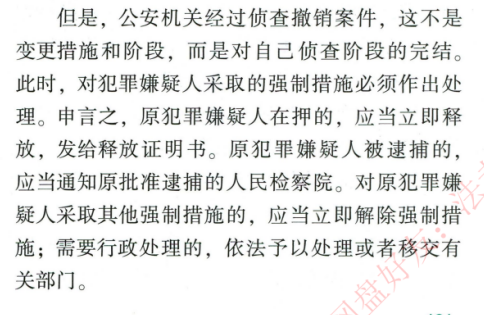 但是，公安机关经过侦查撤销案件，这不是
变更措施和阶段，而是对自己侦查阶段的完结。
此时，对犯罪嫌疑人采取的强制措施必须作出处
理。申言之，原犯罪嫌疑人在押的，应当立即释
放，发给释放证明书。原犯罪嫌疑人被逮捕的，
应当通知原批准逮捕的人民检察院。对原犯罪嫌
疑人采取其他强制措施的，应当立即解除强制措
施；需要行政处理的，依法予以处理或者移交有
关部门。
盘好友：法